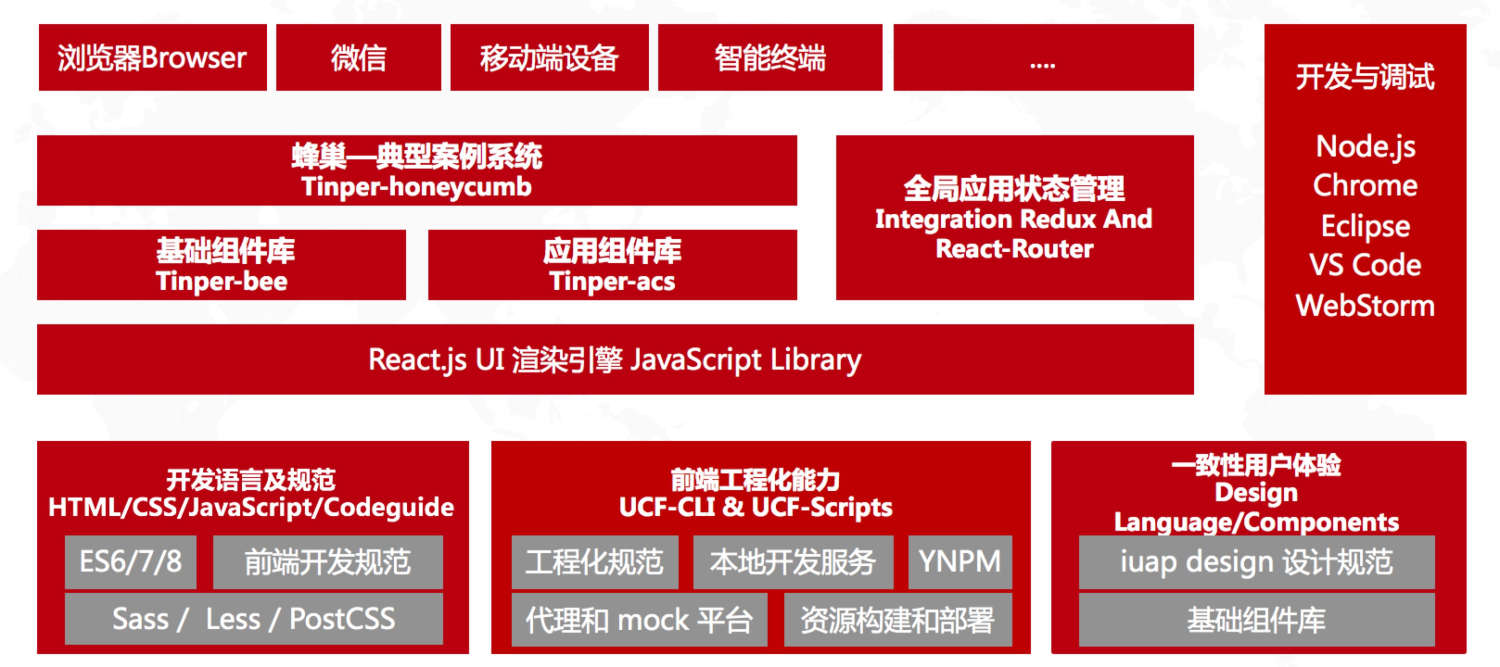 浏览器Browser
微信
移动端设备
智能终端
....
开发与调试
Node.js
Chrome
Eclipse
VS Code
WebStorm
蜂巢—典型案例系统
Tinper-honeycumb
全局应用状态管理
Integration Redux And
React-Router
基础组件库
Tinper-bee
应用组件库
Tinper-acs
React.js UI 渲染引擎 JavaScript Library
开发语言及规范
HTML/CSS/JavaScript/Codeguide
ES6/7/8
前端开发规范
Sass / Less / PostCSS
前端工程化能力
UCF-CLI & UCF-Scripts
工程化规范
本地开发服务
YNPM
代理和 mock 平台
资源构建和部署
一致性用户体验
Design
Language/Components
iuap design 设计规范
基础组件库